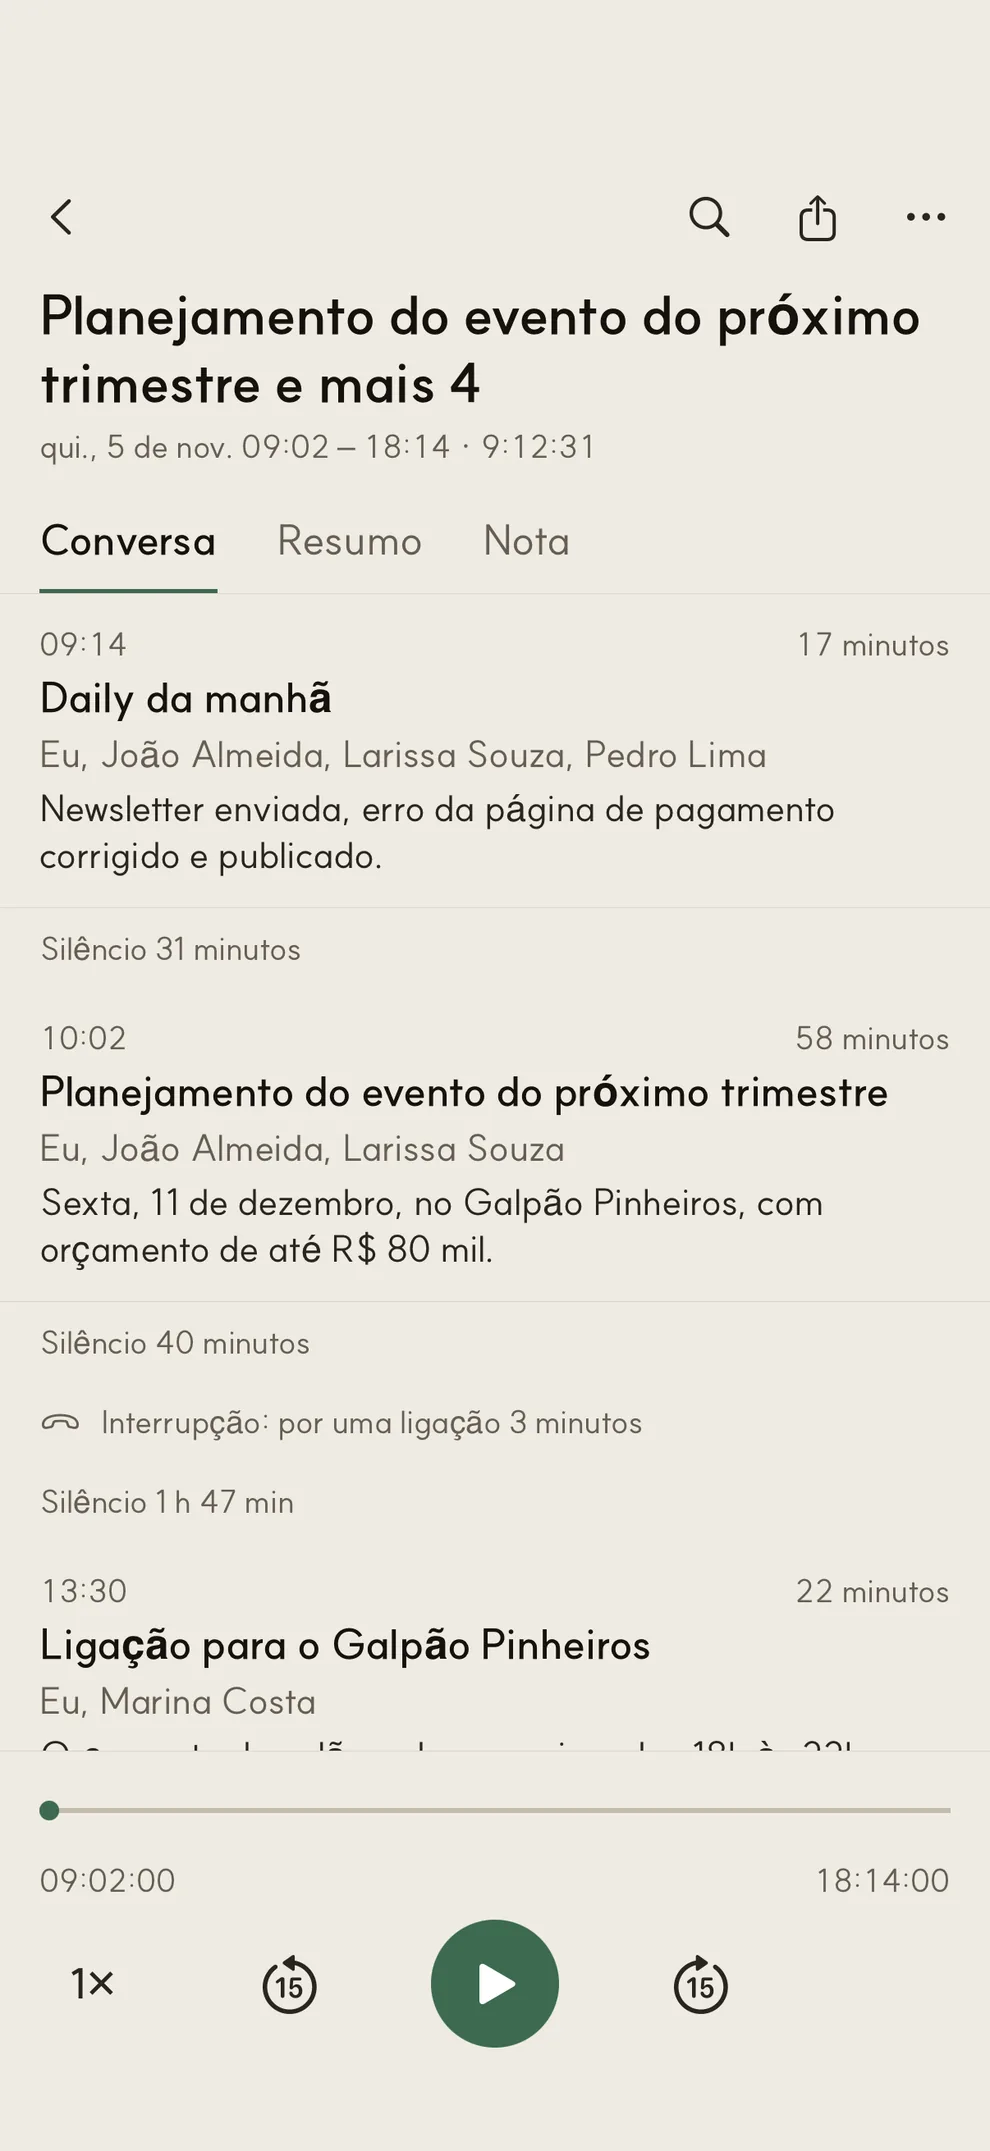 Planejamento do evento do próximo
trimestre e mais 4
qui., 5 de nov. 09:02 – 18:14 · 9:12:31
Conversa Resumo Nota
09:14 17 minutos
Daily da manhã
Eu, João Almeida, Larissa Souza, Pedro Lima
Newsletter enviada, erro da página de pagamento
corrigido e publicado.
Silêncio 31 minutos
10:02 58 minutos
Planejamento do evento do próximo trimestre
Eu, João Almeida, Larissa Souza
Sexta, 11 de dezembro, no Galpão Pinheiros, com
orçamento de até R$ 80 mil.
Silêncio 40 minutos
Interrupção: por uma ligação 3 minutos
Silêncio 1 h 47 min
13:30 22 minutos
Ligação para o Galpão Pinheiros
Eu, Marina Costa
09:02:00 18:14:00
1× 15 15